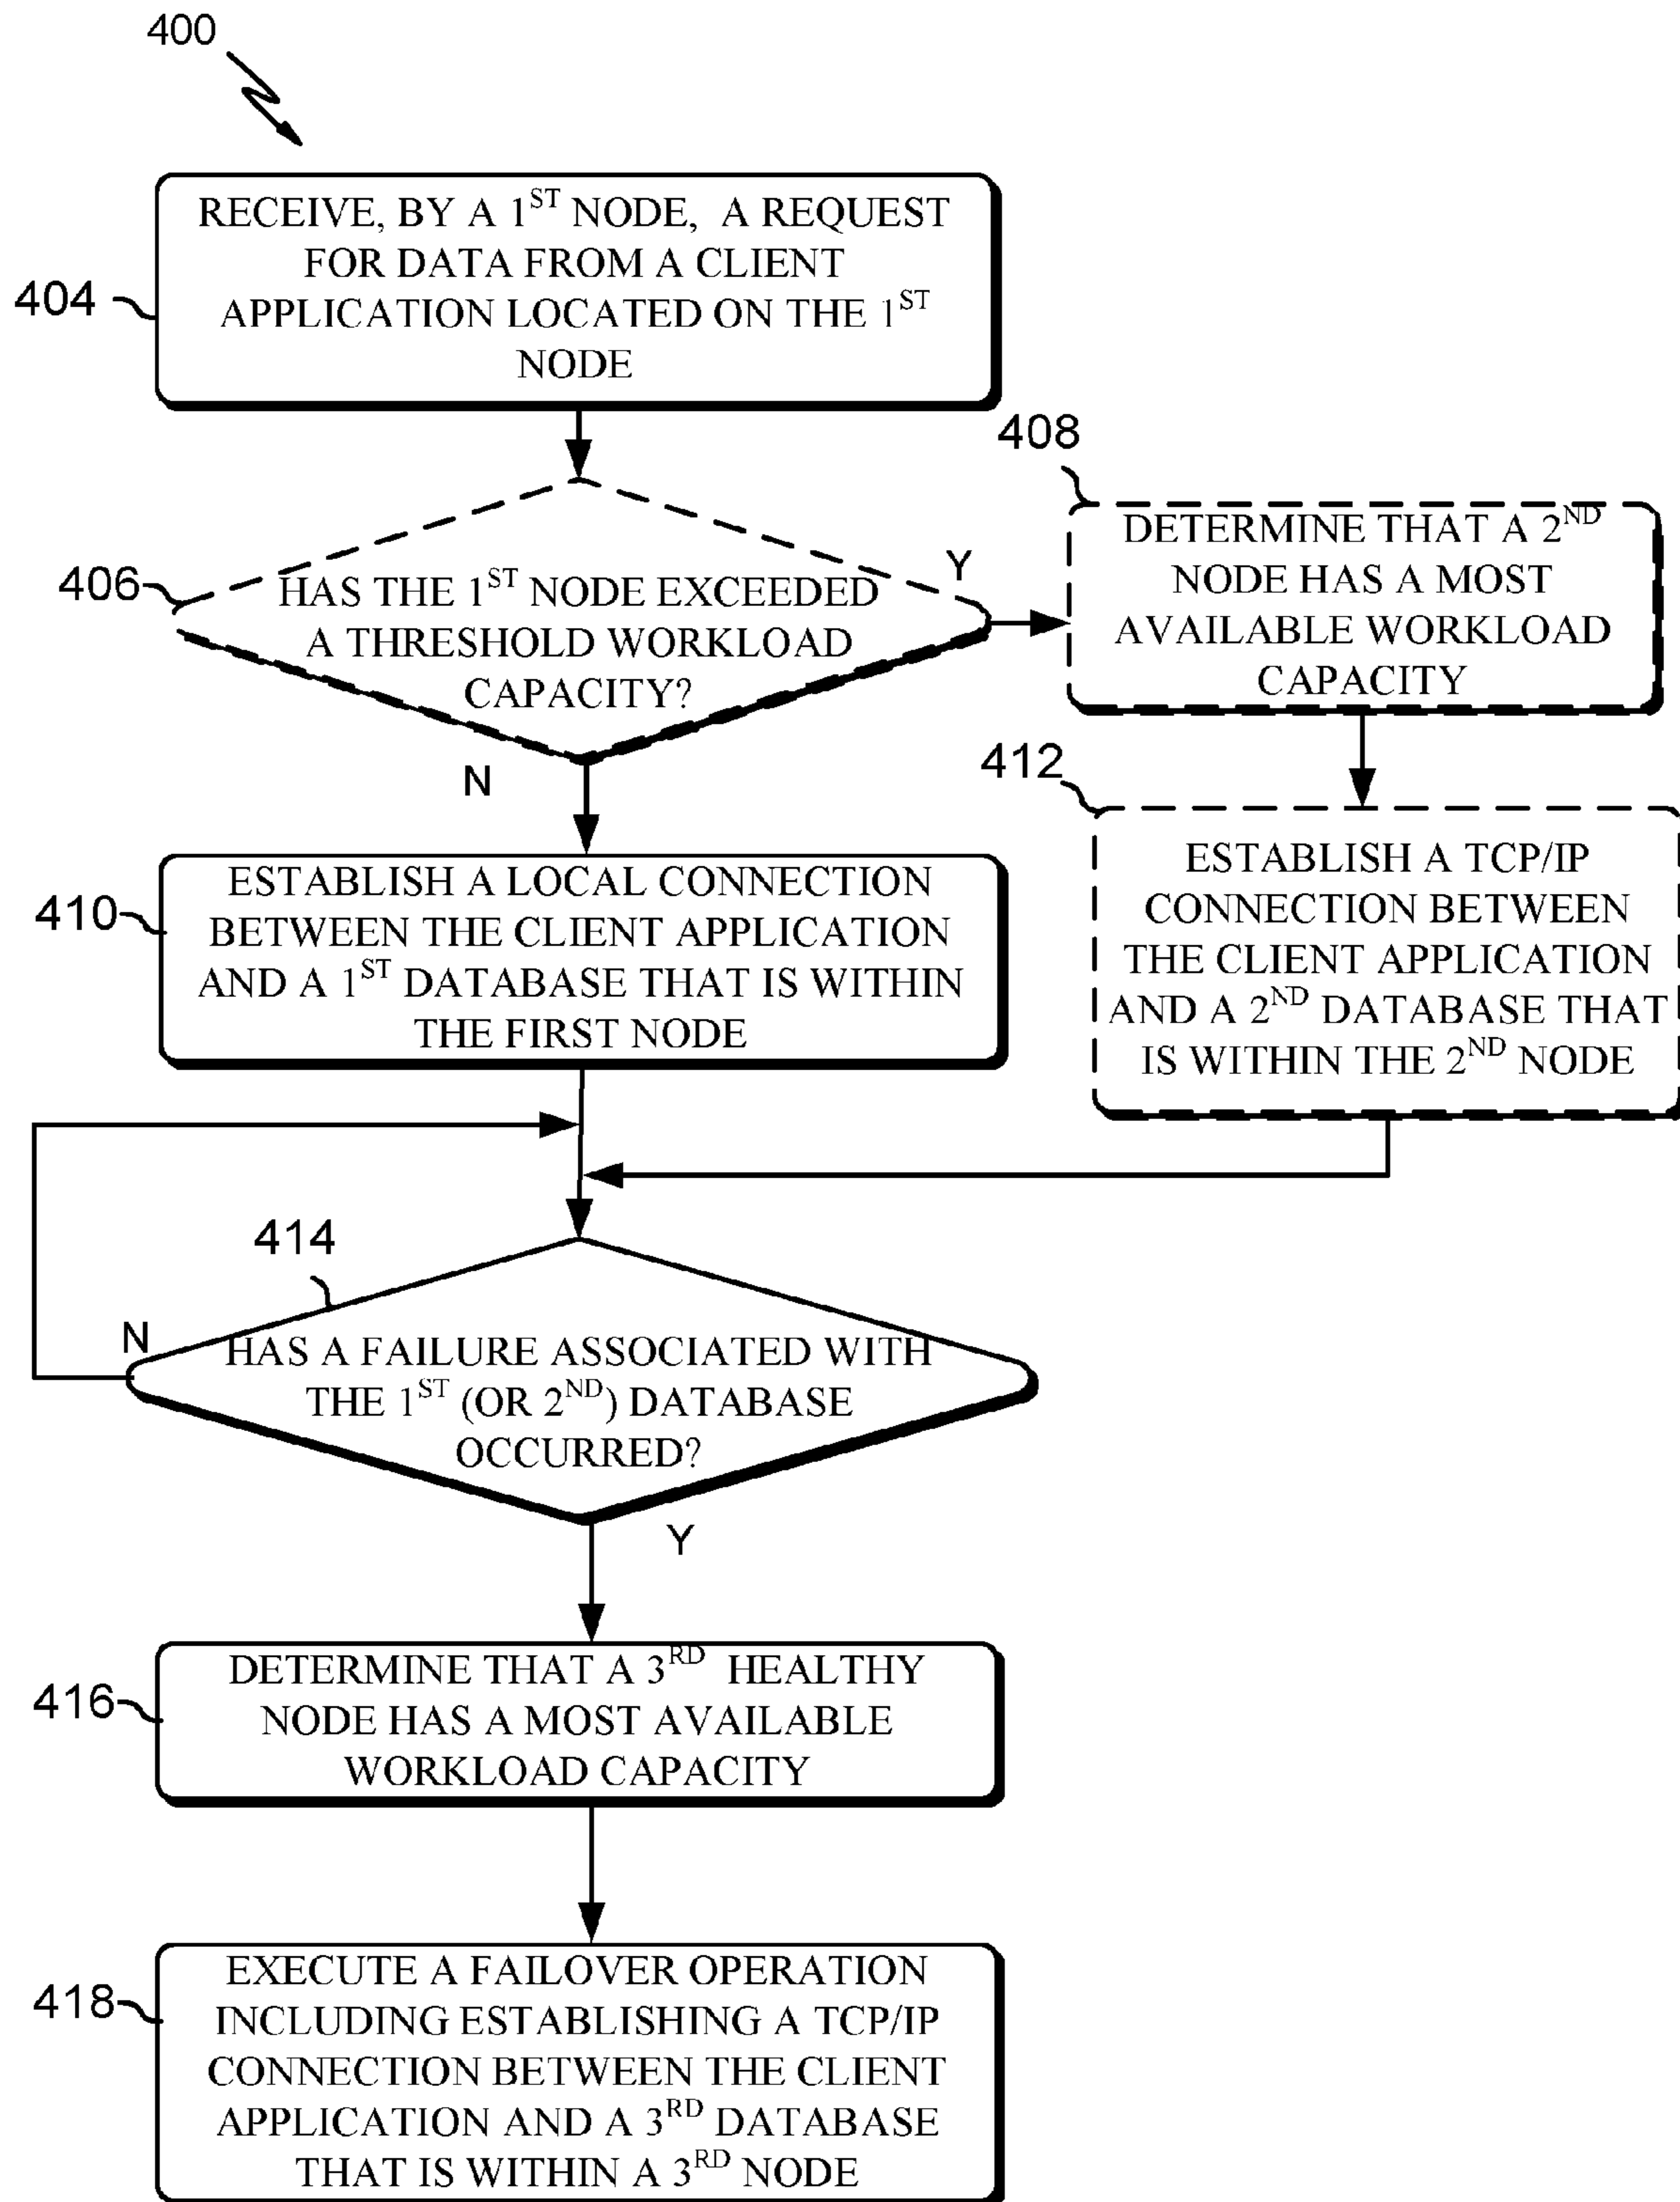 400
404
RECEIVE, BY A 1ST NODE, A REQUEST
FOR DATA FROM A CLIENT
APPLICATION LOCATED ON THE 1ST
NODE
406
HAS THE 1ST NODE EXCEEDED
A THRESHOLD WORKLOAD
CAPACITY?
Y
N
408
DETERMINE THAT A 2ND
NODE HAS A MOST
AVAILABLE WORKLOAD
CAPACITY
410
ESTABLISH A LOCAL CONNECTION
BETWEEN THE CLIENT APPLICATION
AND A 1ST DATABASE THAT IS WITHIN
THE FIRST NODE
412
ESTABLISH A TCP/IP
CONNECTION BETWEEN
THE CLIENT APPLICATION
AND A 2ND DATABASE THAT
IS WITHIN THE 2ND NODE
414
N
HAS A FAILURE ASSOCIATED WITH
THE 1ST (OR 2ND) DATABASE
OCCURRED?
Y
416
DETERMINE THAT A 3RD HEALTHY
NODE HAS A MOST AVAILABLE
WORKLOAD CAPACITY
418
EXECUTE A FAILOVER OPERATION
INCLUDING ESTABLISHING A TCP/IP
CONNECTION BETWEEN THE CLIENT
APPLICATION AND A 3RD DATABASE
THAT IS WITHIN A 3RD NODE